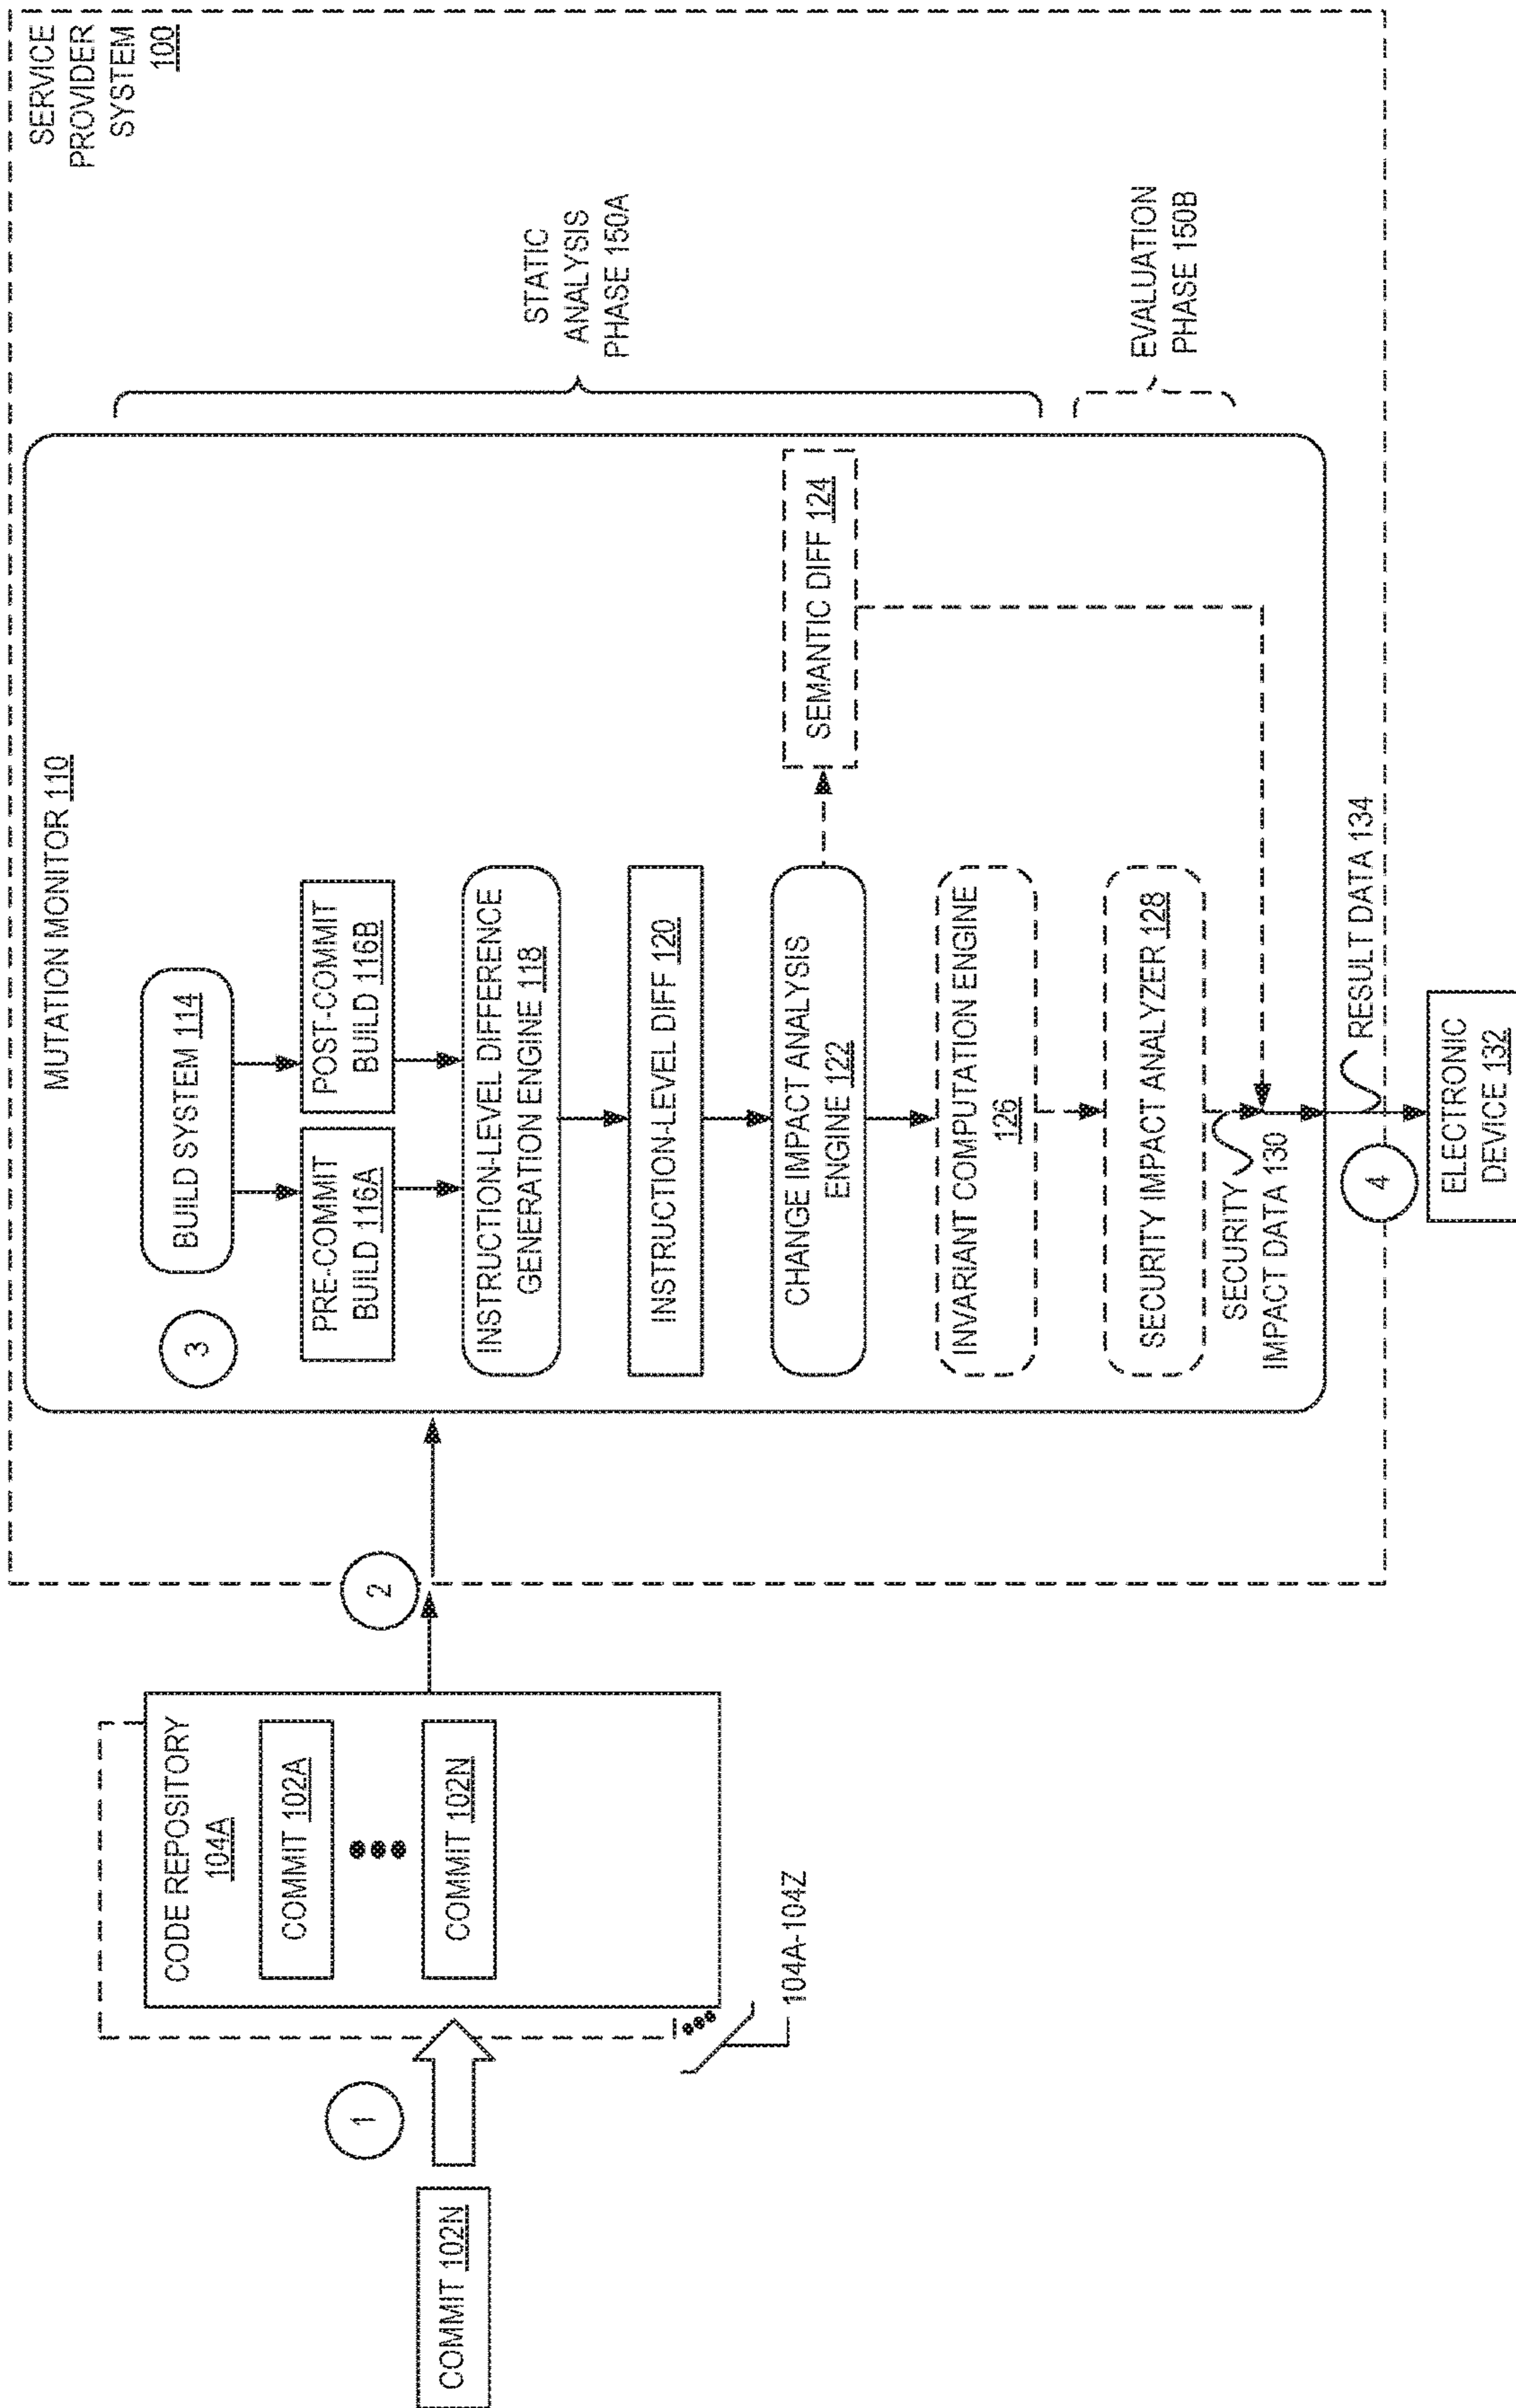 SERVICE
PROVIDER
SYSTEM
100
MUTATION MONITOR 110
3
BUILD SYSTEM 114
PRE-COMMIT
BUILD 116A
POST-COMMIT
BUILD 116B
INSTRUCTION-LEVEL DIFFERENCE
GENERATION ENGINE 118
INSTRUCTION-LEVEL DIFF 120
CHANGE IMPACT ANALYSIS
ENGINE 122
SEMANTIC DIFF 124
INVARIANT COMPUTATION ENGINE
126
SECURITY IMPACT ANALYZER 128
SECURITY
IMPACT DATA 130
STATIC
ANALYSIS
PHASE 150A
EVALUATION
PHASE 150B
2
CODE REPOSITORY
104A
COMMIT 102A
COMMIT 102N
104A-104Z
1
COMMIT 102N
4
RESULT DATA 134
ELECTRONIC
DEVICE 132